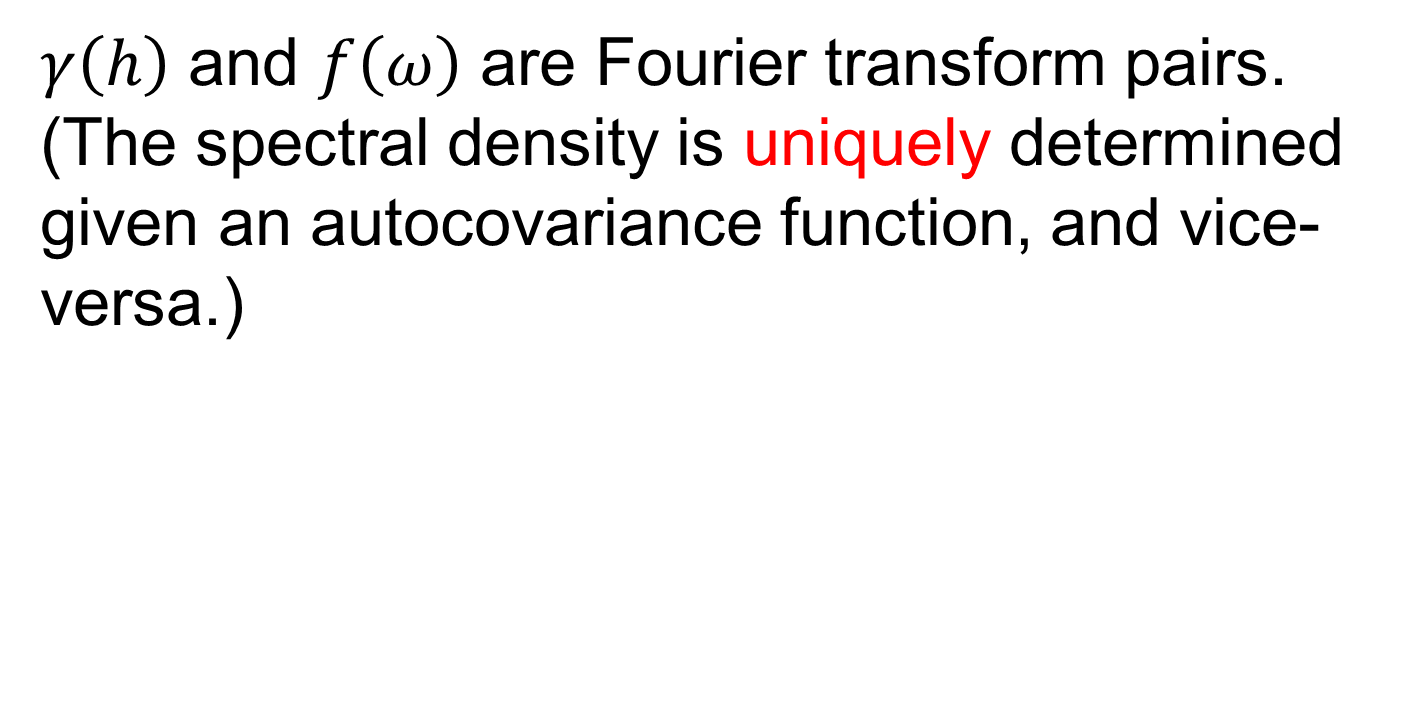 γ(h) and f(ω) are Fourier transform pairs.
(The spectral density is uniquely determined
given an autocovariance function, and vice-
versa.)